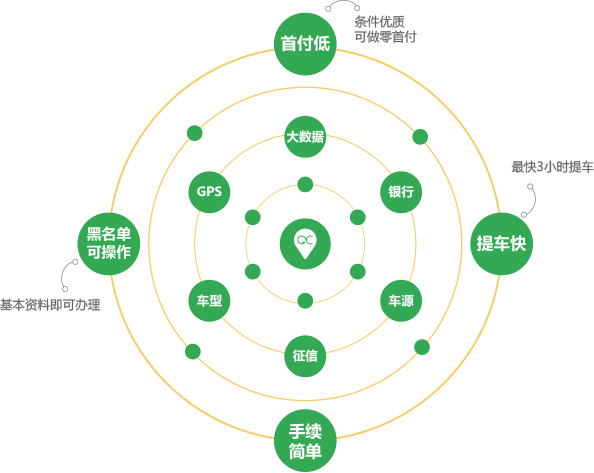 首付低
条件优质
可做零首付
大数据
GPS
银行
最快3小时提车
QC
黑名单
可操作
提车快
基本资料即可办理
车型
车源
征信
手续
简单